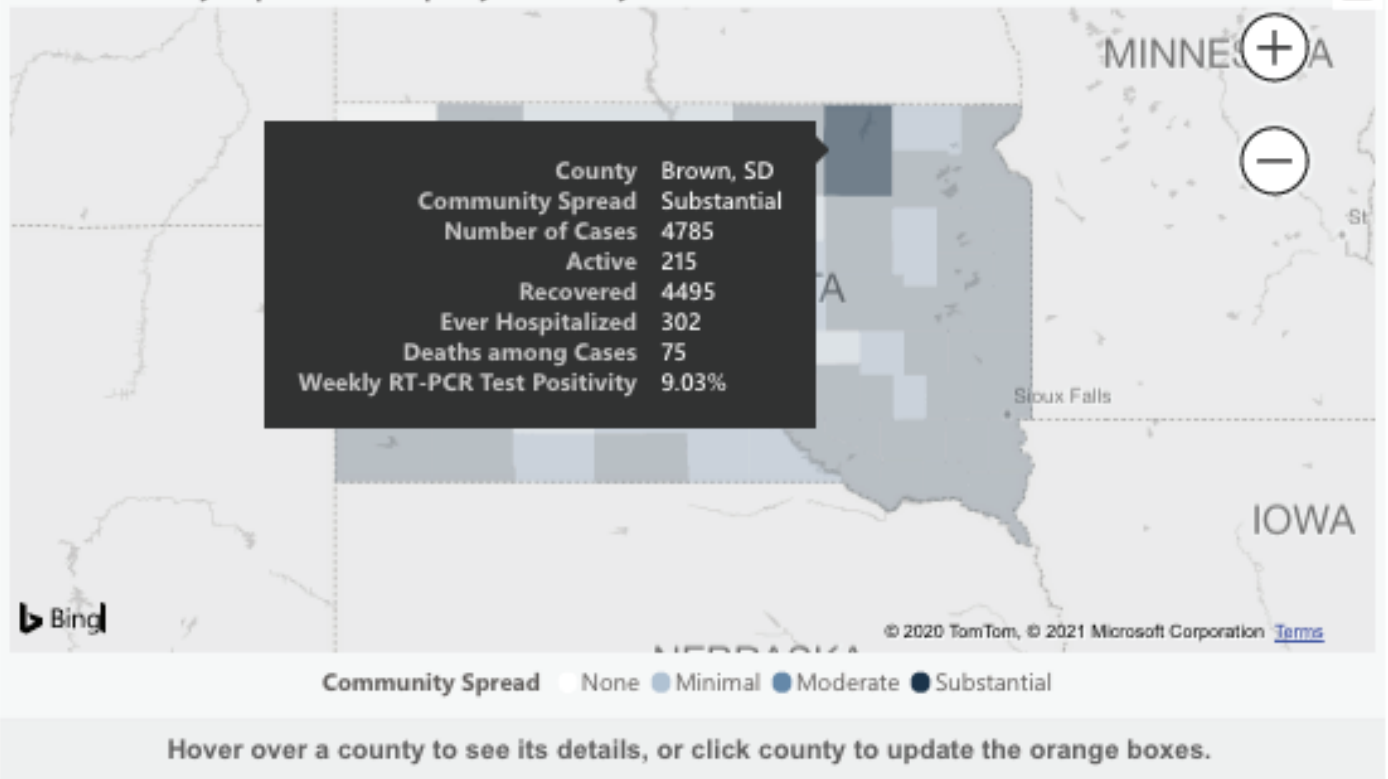 MINNES A
County Brown, SD
Community Spread Substantial
Number of Cases 4785
Active 215
Recovered 4495
Ever Hospitalized 302
Deaths among Cases 75
Weekly RT-PCR Test Positivity 9.03%
St
TA
Sioux Falls
IOWA
Bing
© 2020 TomTom, © 2021 Microsoft Corporation Terms
NEBRASKA
Community Spread None Minimal Moderate Substantial
Hover over a county to see its details, or click county to update the orange boxes.